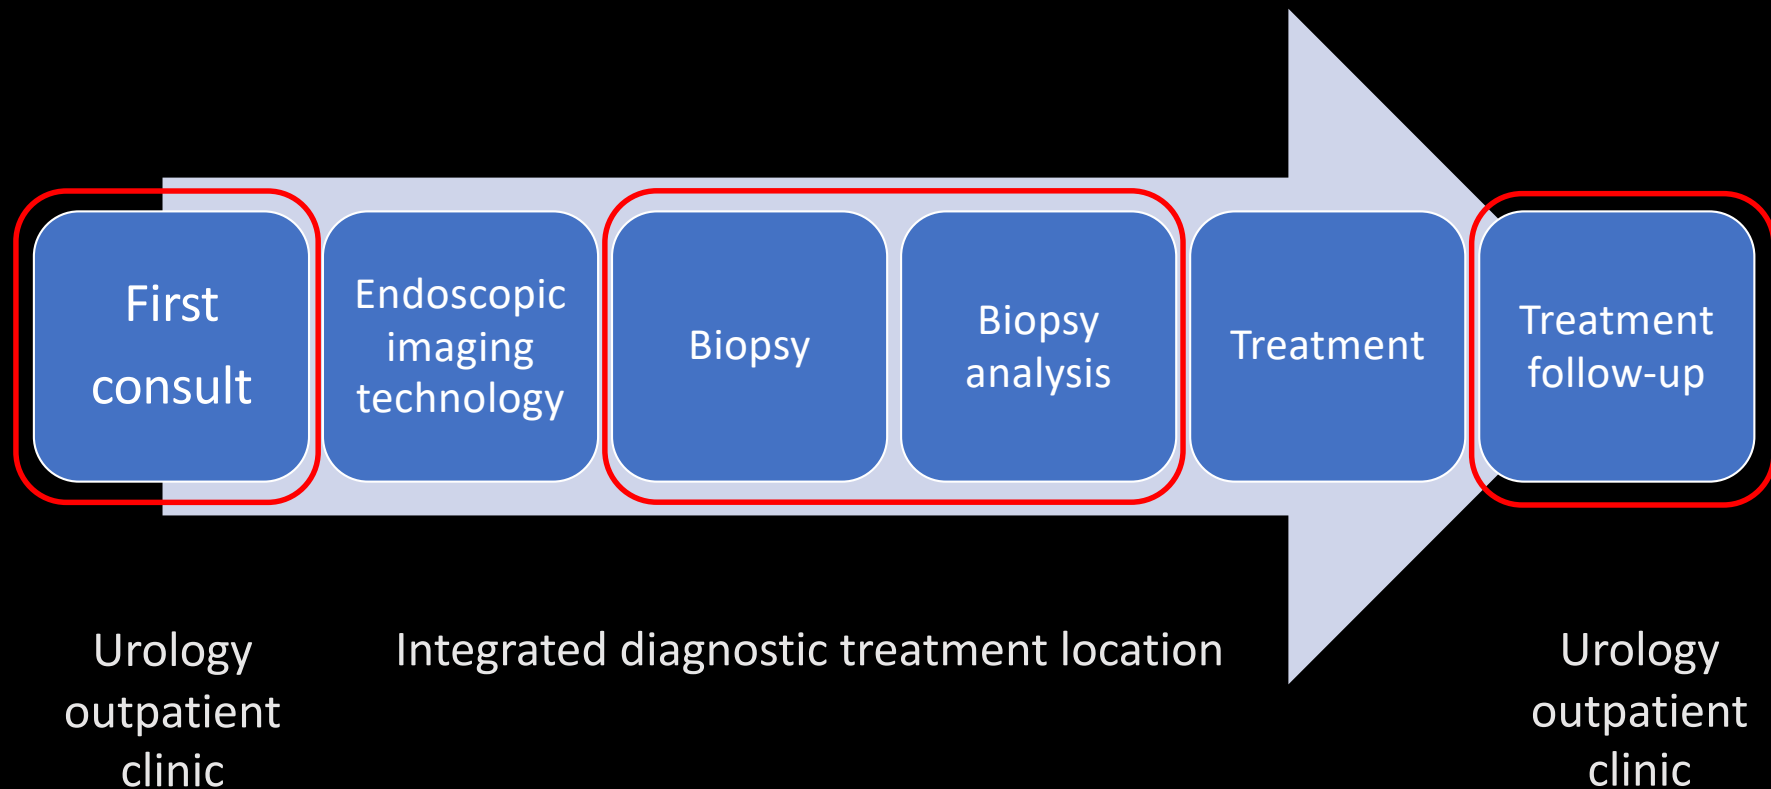 First
consult
Endoscopic
imaging
technology
Biopsy
Biopsy
analysis
Treatment
Treatment
follow-up
Urology
outpatient
clinic
Integrated diagnostic treatment location
Urology
outpatient
clinic